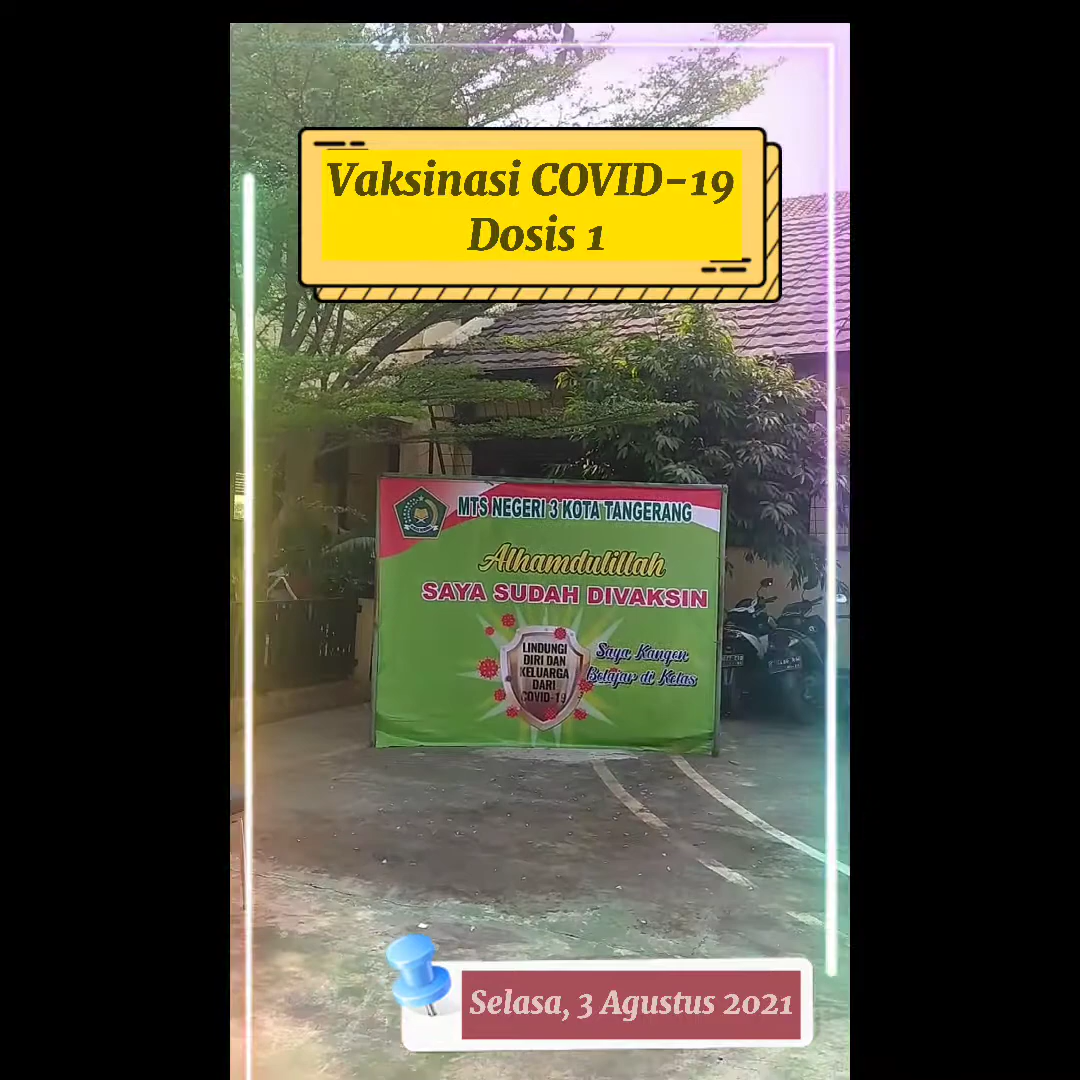 Vaksinasi COVID-19
Dosis 1
MTS NEGERI 3 KOTA TANGERANG
Alhamdulillah
SAYA SUDAH DIVAKSIN
LINDUNGI
DIRI DAN
KELUARGA
DARI
COVID-19
Saya Kangen
Belajar di Kelas
Selasa, 3 Agustus 2021